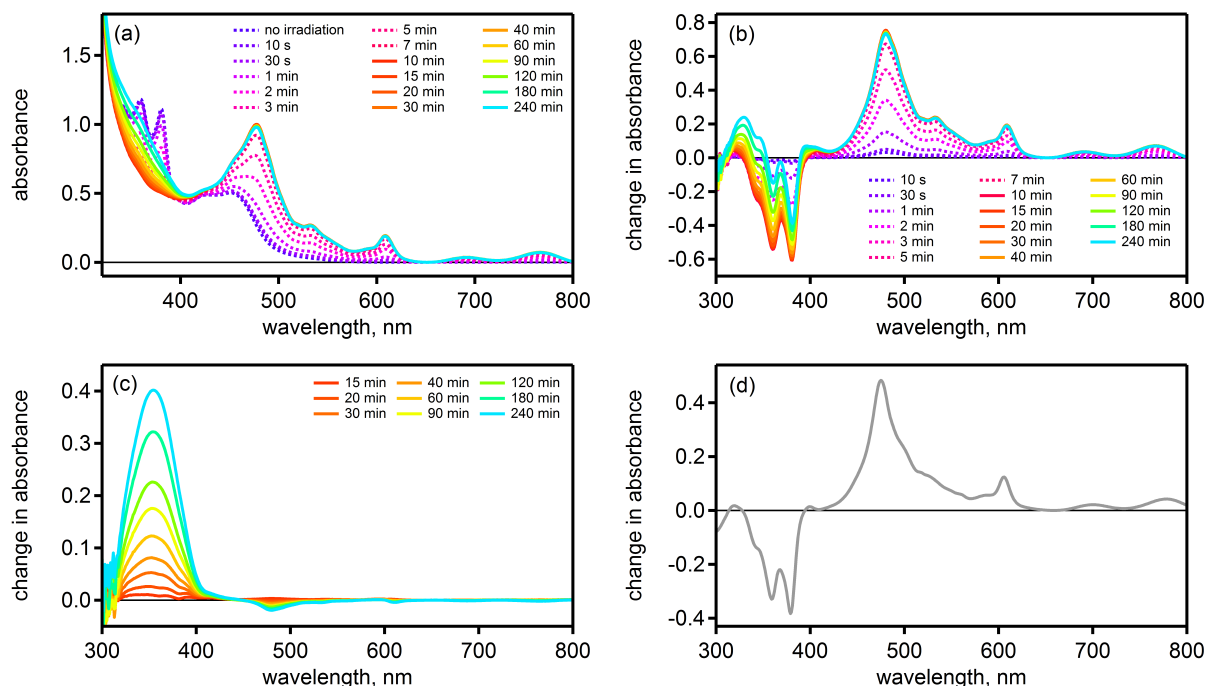 (a)
no irradiation
10 s
30 s
1 min
2 min
3 min
5 min
7 min
10 min
15 min
20 min
30 min
40 min
60 min
90 min
120 min
180 min
240 min
absorbance
1.5
1.0
0.5
0.0
400
500
600
700
800
wavelength, nm
(b)
10 s
30 s
1 min
2 min
3 min
5 min
7 min
10 min
15 min
20 min
30 min
40 min
60 min
90 min
120 min
180 min
240 min
change in absorbance
0.8
0.6
0.4
0.2
0.0
-0.2
-0.4
-0.6
300
400
500
600
700
800
wavelength, nm
(c)
15 min
20 min
30 min
40 min
60 min
90 min
120 min
180 min
240 min
change in absorbance
0.4
0.3
0.2
0.1
0.0
300
400
500
600
700
800
wavelength, nm
(d)
change in absorbance
0.4
0.2
0.0
-0.2
-0.4
300
400
500
600
700
800
wavelength, nm